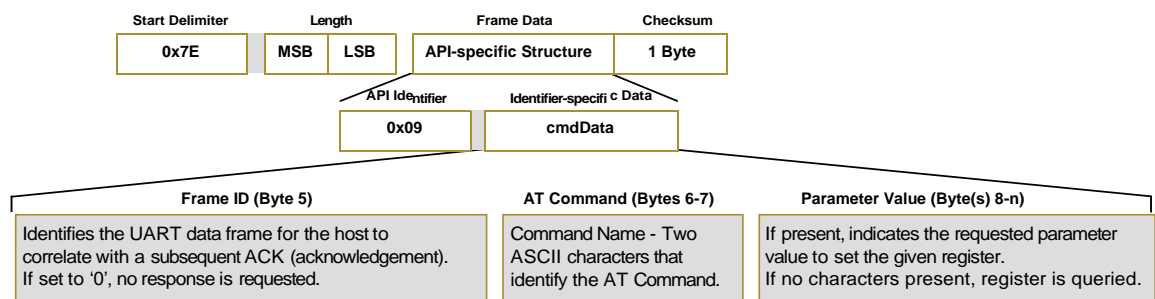 Start Delimiter Length Frame Data Checksum
0x7E MSB LSB API-specific Structure 1 Byte
API Identifier Identifier-specifi c Data
0x09 cmdData
Frame ID (Byte 5) AT Command (Bytes 6-7) Parameter Value (Byte(s) 8-n)
Identifies the UART data frame for the host to
correlate with a subsequent ACK (acknowledgement).
If set to ‘0’, no response is requested.
Command Name - Two
ASCII characters that
identify the AT Command.
If present, indicates the requested parameter
value to set the given register.
If no characters present, register is queried.